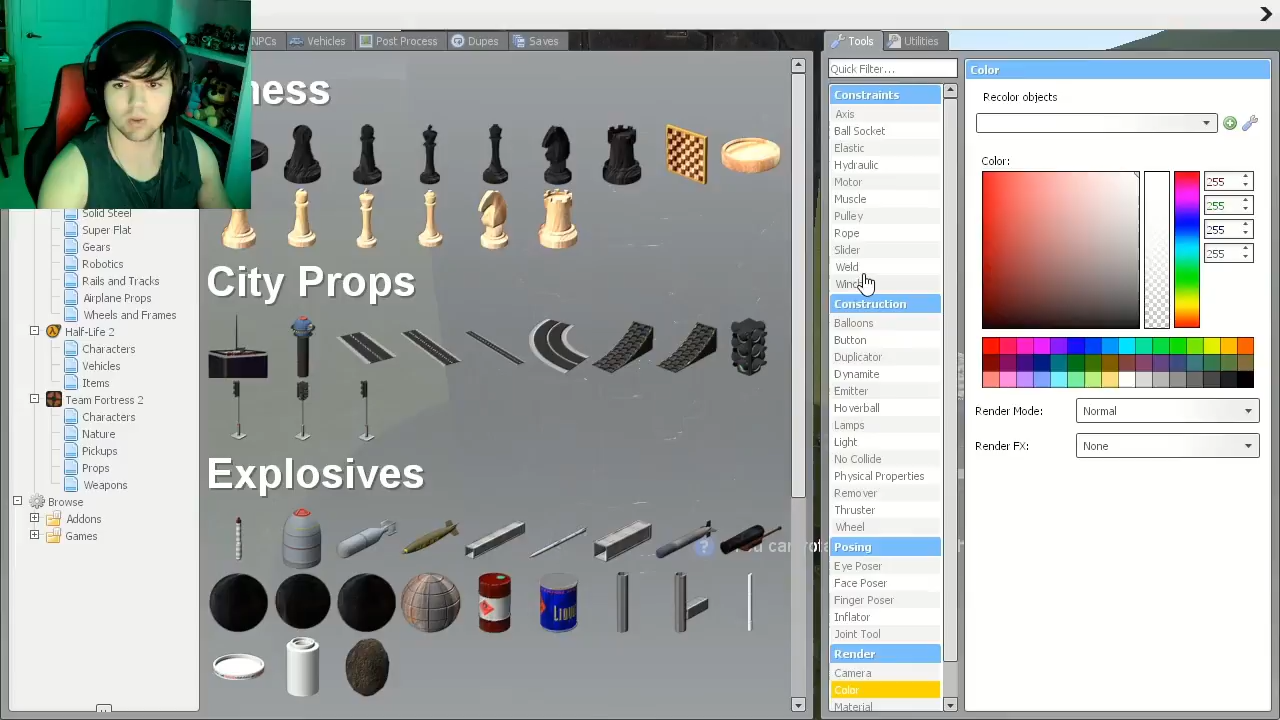 NPCs
Vehicles
Post Process
Dupes
Saves
Tools
Utilities
Solid Steel
Super Flat
Gears
Robotics
Rails and Tracks
Airplane Props
Wheels and Frames
Half-Life 2
Characters
Vehicles
Items
Team Fortress 2
Characters
Nature
Pickups
Props
Weapons
Browse
Addons
Games
ness
City Props
Explosives
Quick Filter...
Constraints
Axis
Ball Socket
Elastic
Hydraulic
Motor
Muscle
Pulley
Rope
Slider
Weld
Winch
Construction
Balloons
Button
Duplicator
Dynamite
Emitter
Hoverball
Lamps
Light
No Collide
Physical Properties
Remover
Thruster
Wheel
Posing
Eye Poser
Face Poser
Finger Poser
Inflator
Joint Tool
Render
Camera
Color
Material
Color
Recolor objects
Color:
255
255
255
255
Render Mode:
Normal
Render FX:
None